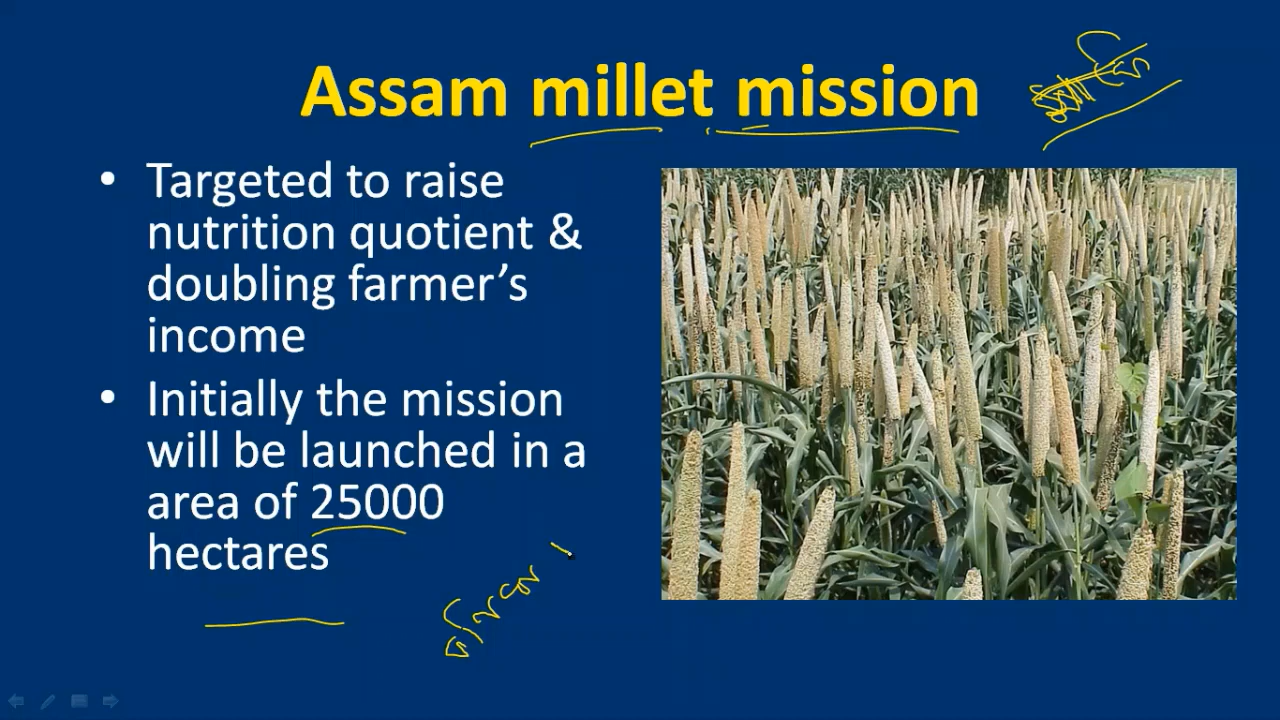 Assam millet mission
• Targeted to raise
nutrition quotient &
doubling farmer’s
income
• Initially the mission
will be launched in a
area of 25000
hectares